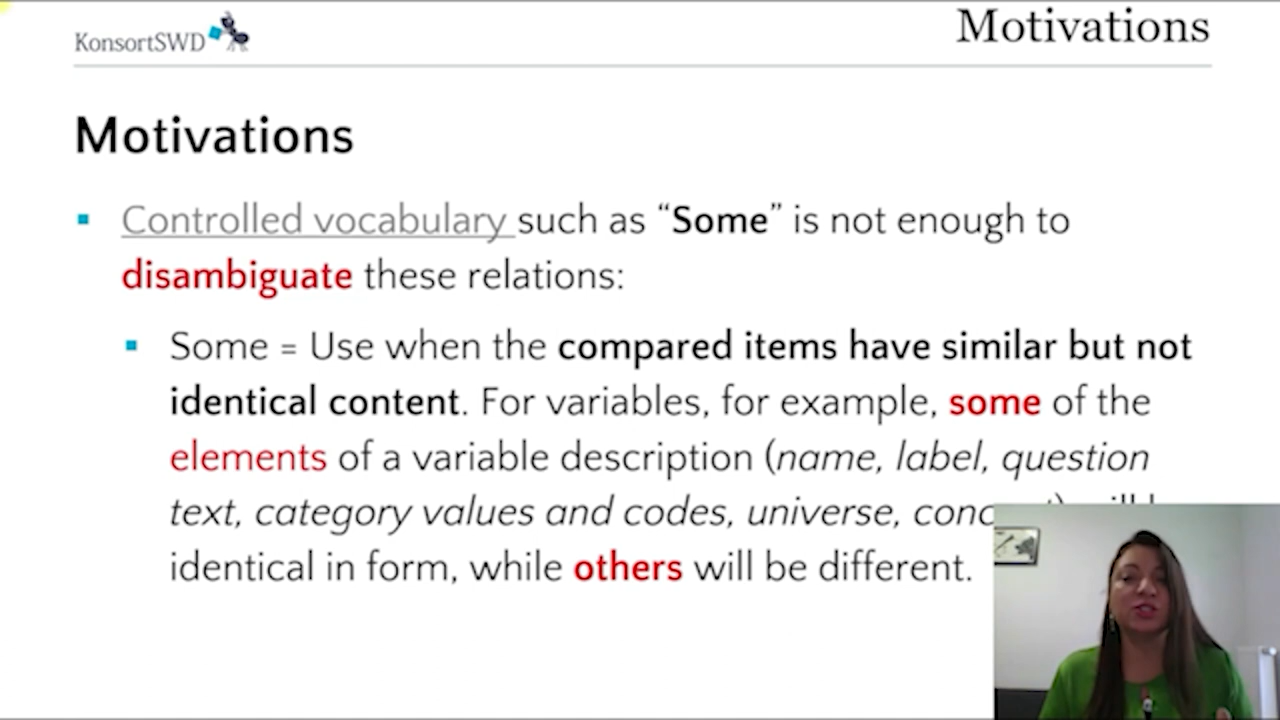 KonsortSWD
Motivations
Motivations
Controlled vocabulary such as “Some” is not enough to
disambiguate these relations:
Some = Use when the compared items have similar but not
identical content. For variables, for example, some of the
elements of a variable description (name, label, question
text, category values and codes, universe,
identical in form, while others will be different.